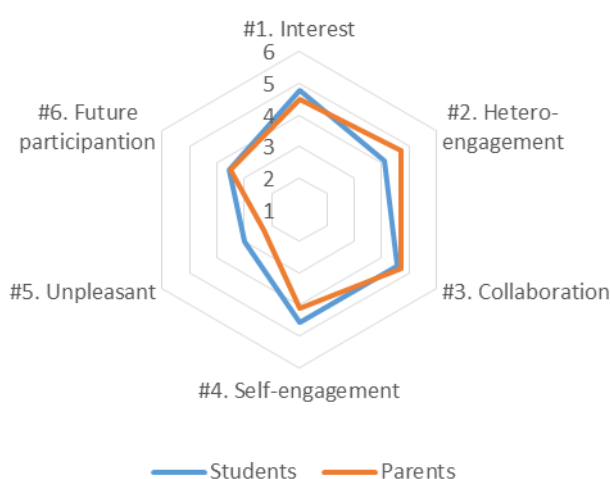 #1. Interest
6
5
4
3
2
1
#2. Hetero-
engagement
#3. Collaboration
#4. Self-engagement
#5. Unpleasant
#6. Future
participantion
Students
Parents